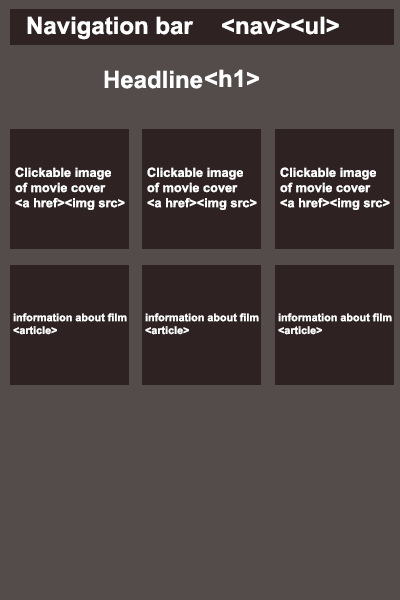 Navigation bar <nav><ul>
Headline<h1>
Clickable image
of movie cover
<a href><img src>
Clickable image
of movie cover
<a href><img src>
Clickable image
of movie cover
<a href><img src>
information about film
<article>
information about film
<article>
information about film
<article>